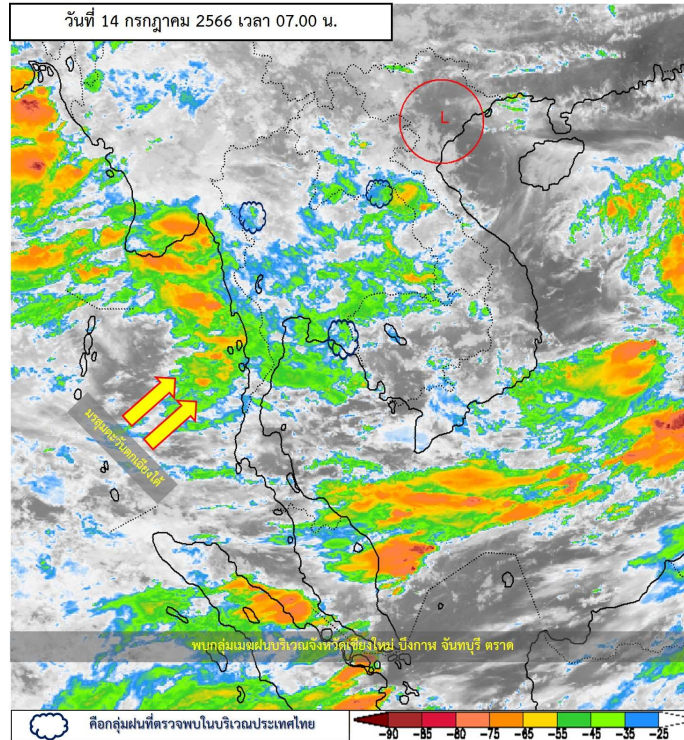 วันที่ 14 กรกฎาคม 2566 เวลา 07.00 น.
L
มรสุมตะวันตกเฉียงใต้
พบกลุ่มเมฆฝนบริเวณจังหวัดเชียงใหม่ บึงกาฬ จันทบุรี ตราด
คือกลุ่มฝนที่ตรวจพบในบริเวณประเทศไทย
-90 -85 -80 -75 -65 -55 -45 -35 -25